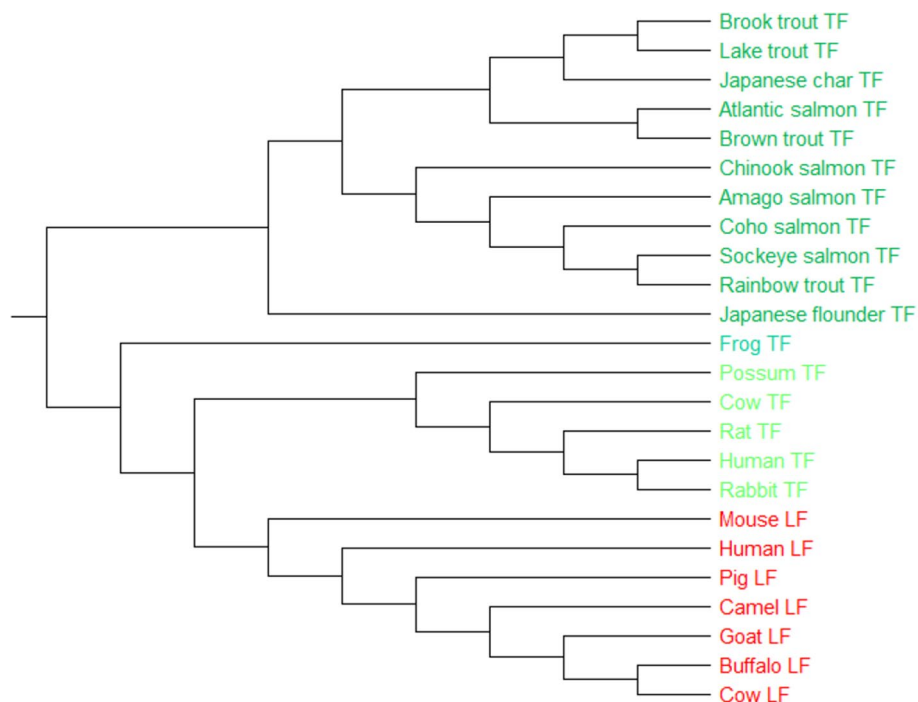 Brook trout TF
Lake trout TF
Japanese char TF
Atlantic salmon TF
Brown trout TF
Chinook salmon TF
Amago salmon TF
Coho salmon TF
Sockeye salmon TF
Rainbow trout TF
Japanese flounder TF
Frog TF
Possum TF
Cow TF
Rat TF
Human TF
Rabbit TF
Mouse LF
Human LF
Pig LF
Camel LF
Goat LF
Buffalo LF
Cow LF